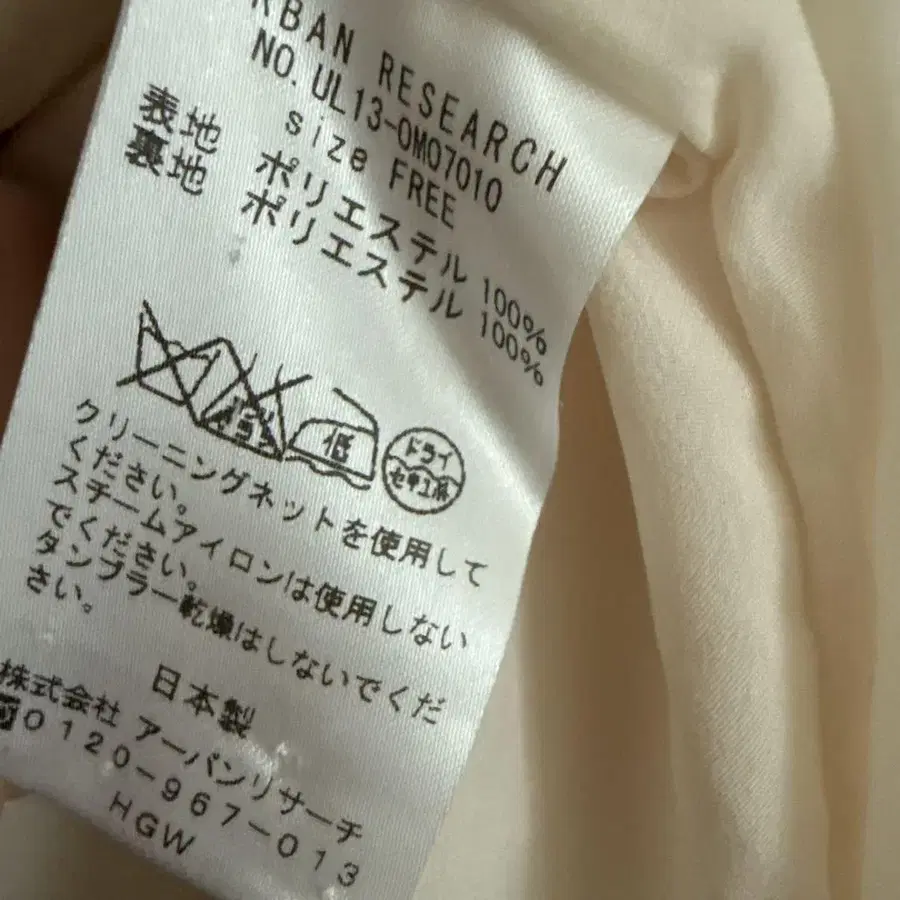 RBAN RESEARCH
NO. UL13-0M07010
size FREE
表地 ポリエステル 100%
裏地 ポリエステル 100%
低
ドライ
セキユ系
クリーニングネットを使用して
ください。
スチームアイロンは使用しない
でください。
タンブラー乾燥はしないでくだ
さい。
日本製
株式会社 アーバンリサーチ
0120-967-013
HGW